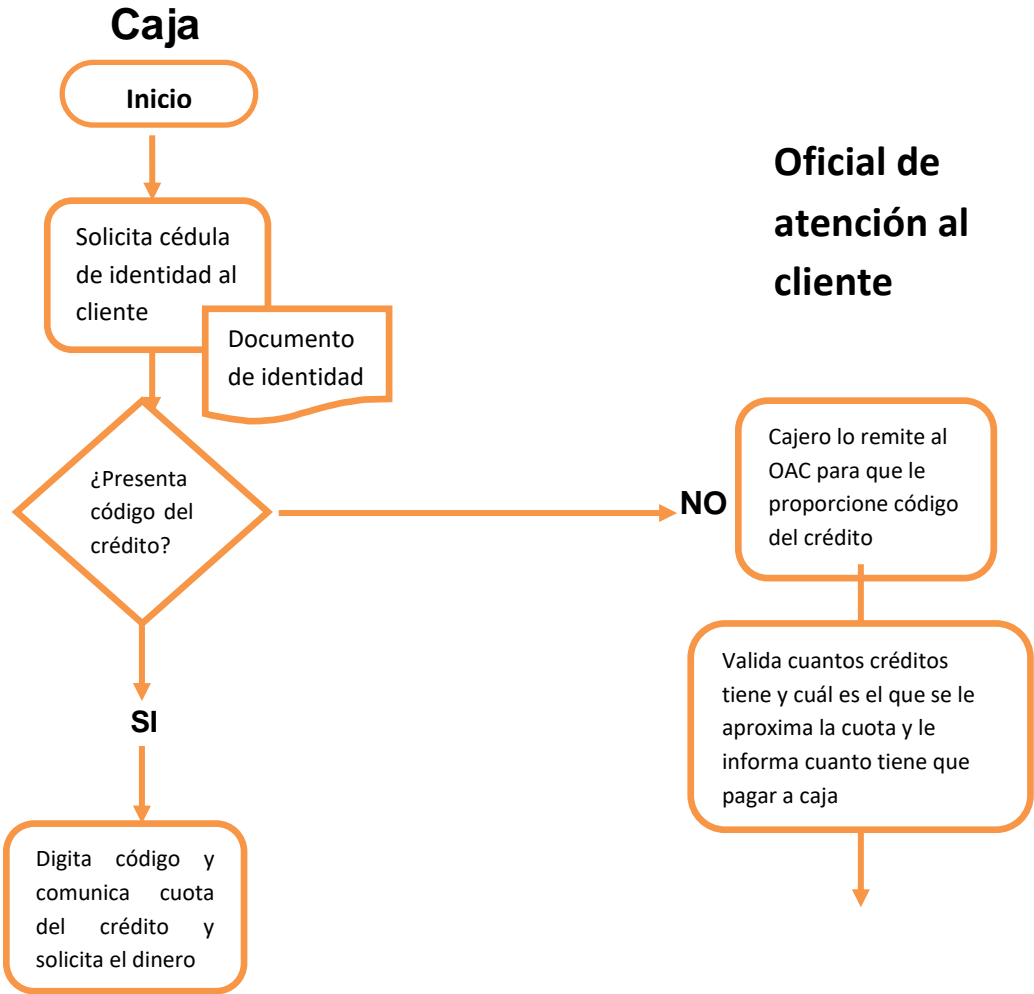 Caja
Inicio
Solicita cédula
de identidad al
cliente
Documento
de identidad
¿Presenta
código del
crédito?
SI
Digita código y
comunica cuota
del crédito y
solicita el dinero
Oficial de
atención al
cliente
NO
Cajero lo remite al
OAC para que le
proporcione código
del crédito
Valida cuantos créditos
tiene y cuál es el que se le
aproxima la cuota y le
informa cuanto tiene que
pagar a caja